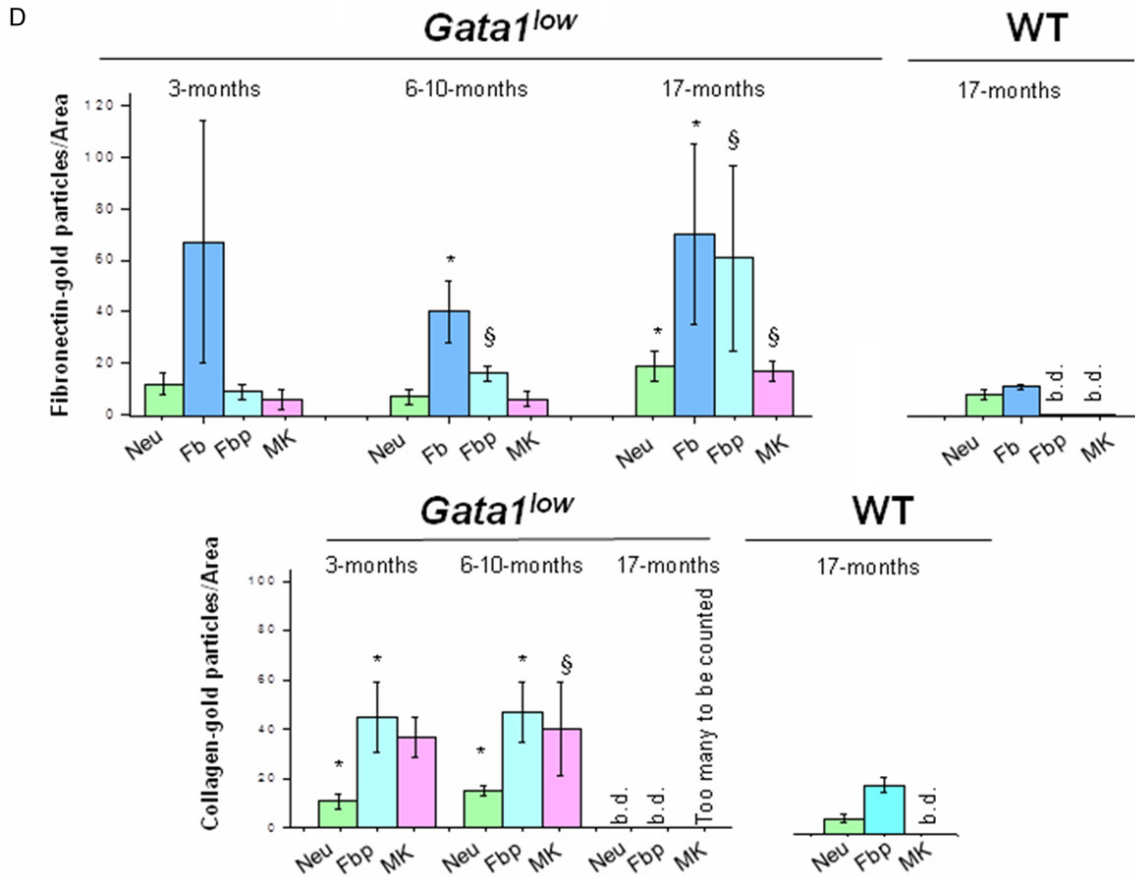 D
Gata1low WT
3-months 6-10-months 17-months 17-months
Fibronectin-gold particles/Area
120
100
80
60
40
20
0
* * § * * § §
b.d. b.d.
Neu Fb Fbp MK Neu Fb Fbp MK Neu Fb Fbp MK Neu Fb Fbp MK
Gata1low WT
3-months 6-10-months 17-months 17-months
Collagen-gold particles/Area
100
80
60
40
20
0
* * * * §
b.d. b.d. Too many to be counted b.d.
Neu Fbp MK Neu Fbp MK Neu Fbp MK Neu Fbp MK